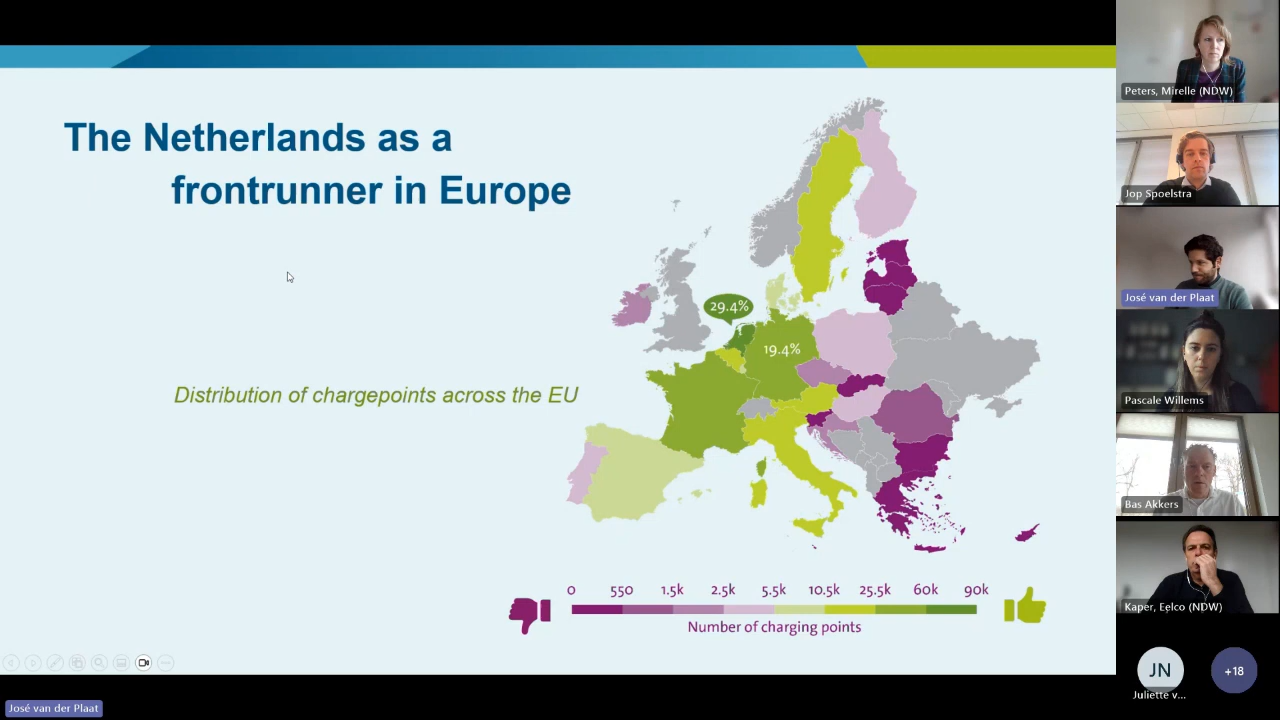 The Netherlands as a
frontrunner in Europe
Distribution of chargepoints across the EU
29.4%
19.4%
0 550 1.5k 2.5k 5.5k 10.5k 25.5k 60k 90k
Number of charging points
Peters, Mirelle (NDW)
Jop Spoelstra
José van der Plaat
Pascale Willems
Bas Akkers
Kaper, Eelco (NDW)
JN
Juliette v...
+18
José van der Plaat